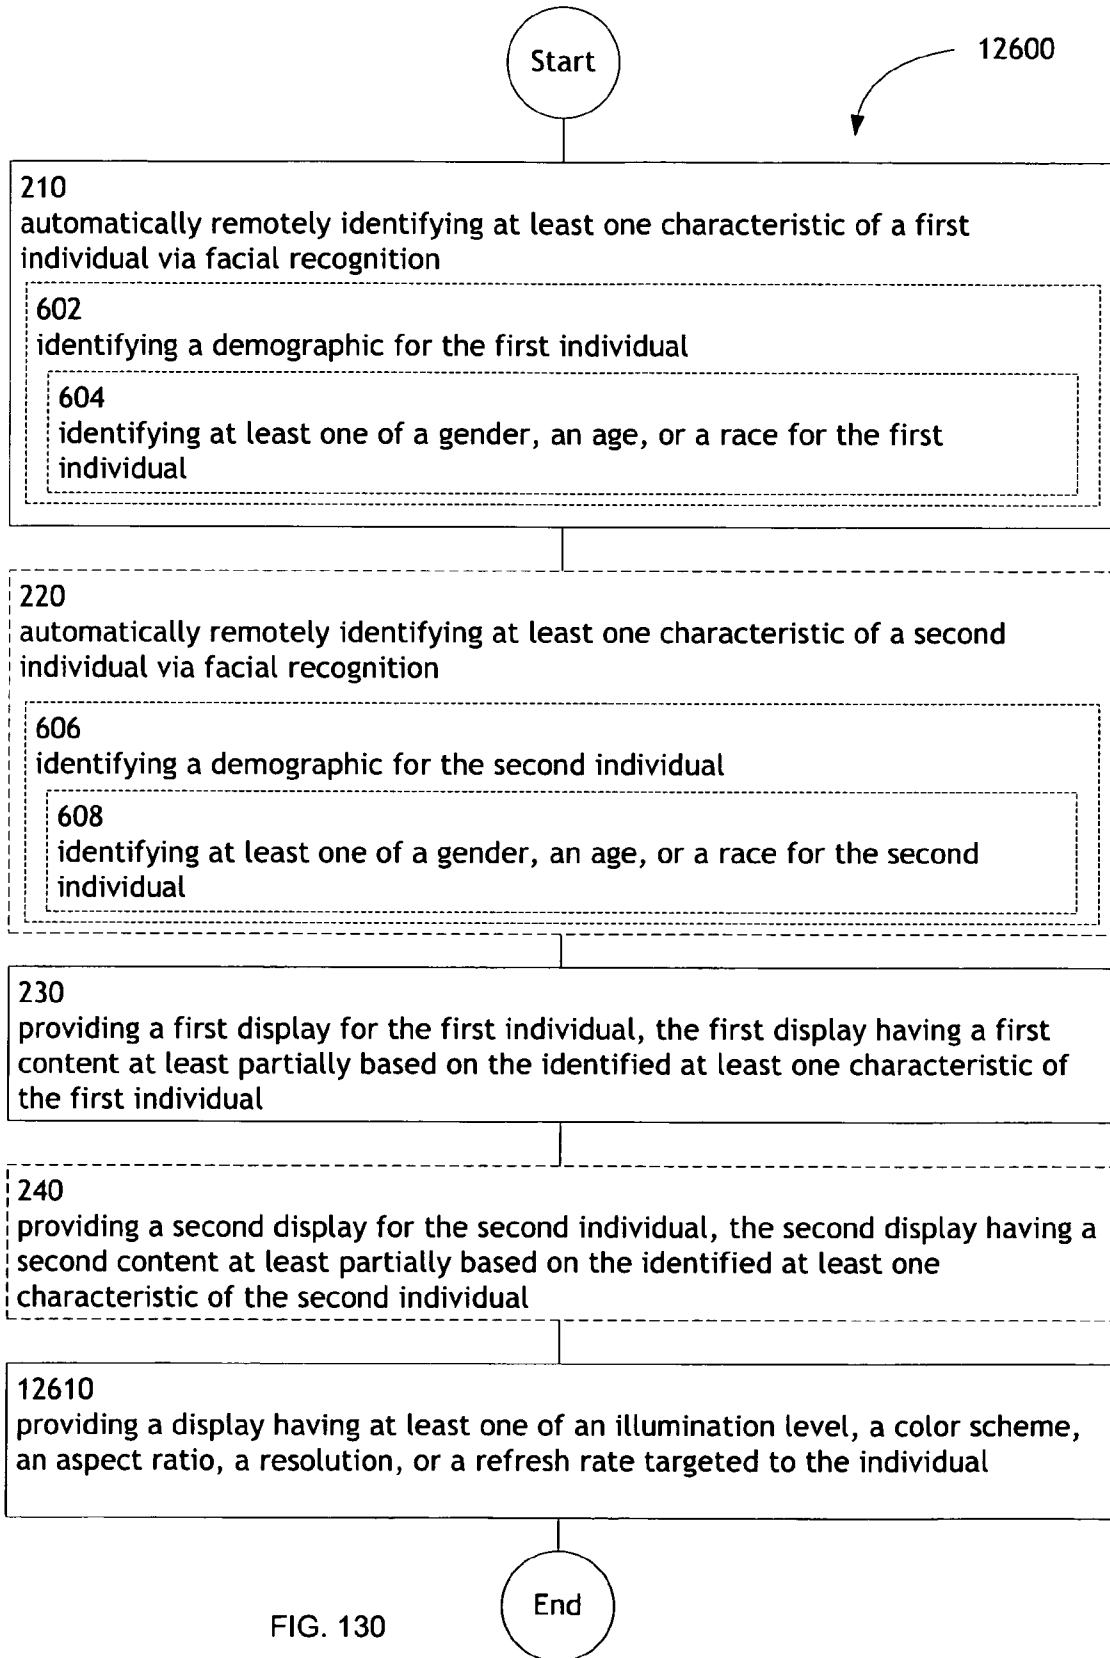 Start
12600
210
automatically remotely identifying at least one characteristic of a first
individual via facial recognition
602
identifying a demographic for the first individual
604
identifying at least one of a gender, an age, or a race for the first
individual
220
automatically remotely identifying at least one characteristic of a second
individual via facial recognition
606
identifying a demographic for the second individual
608
identifying at least one of a gender, an age, or a race for the second
individual
230
providing a first display for the first individual, the first display having a first
content at least partially based on the identified at least one characteristic of
the first individual
240
providing a second display for the second individual, the second display having a
second content at least partially based on the identified at least one
characteristic of the second individual
12610
providing a display having at least one of an illumination level, a color scheme,
an aspect ratio, a resolution, or a refresh rate targeted to the individual
End
FIG. 130